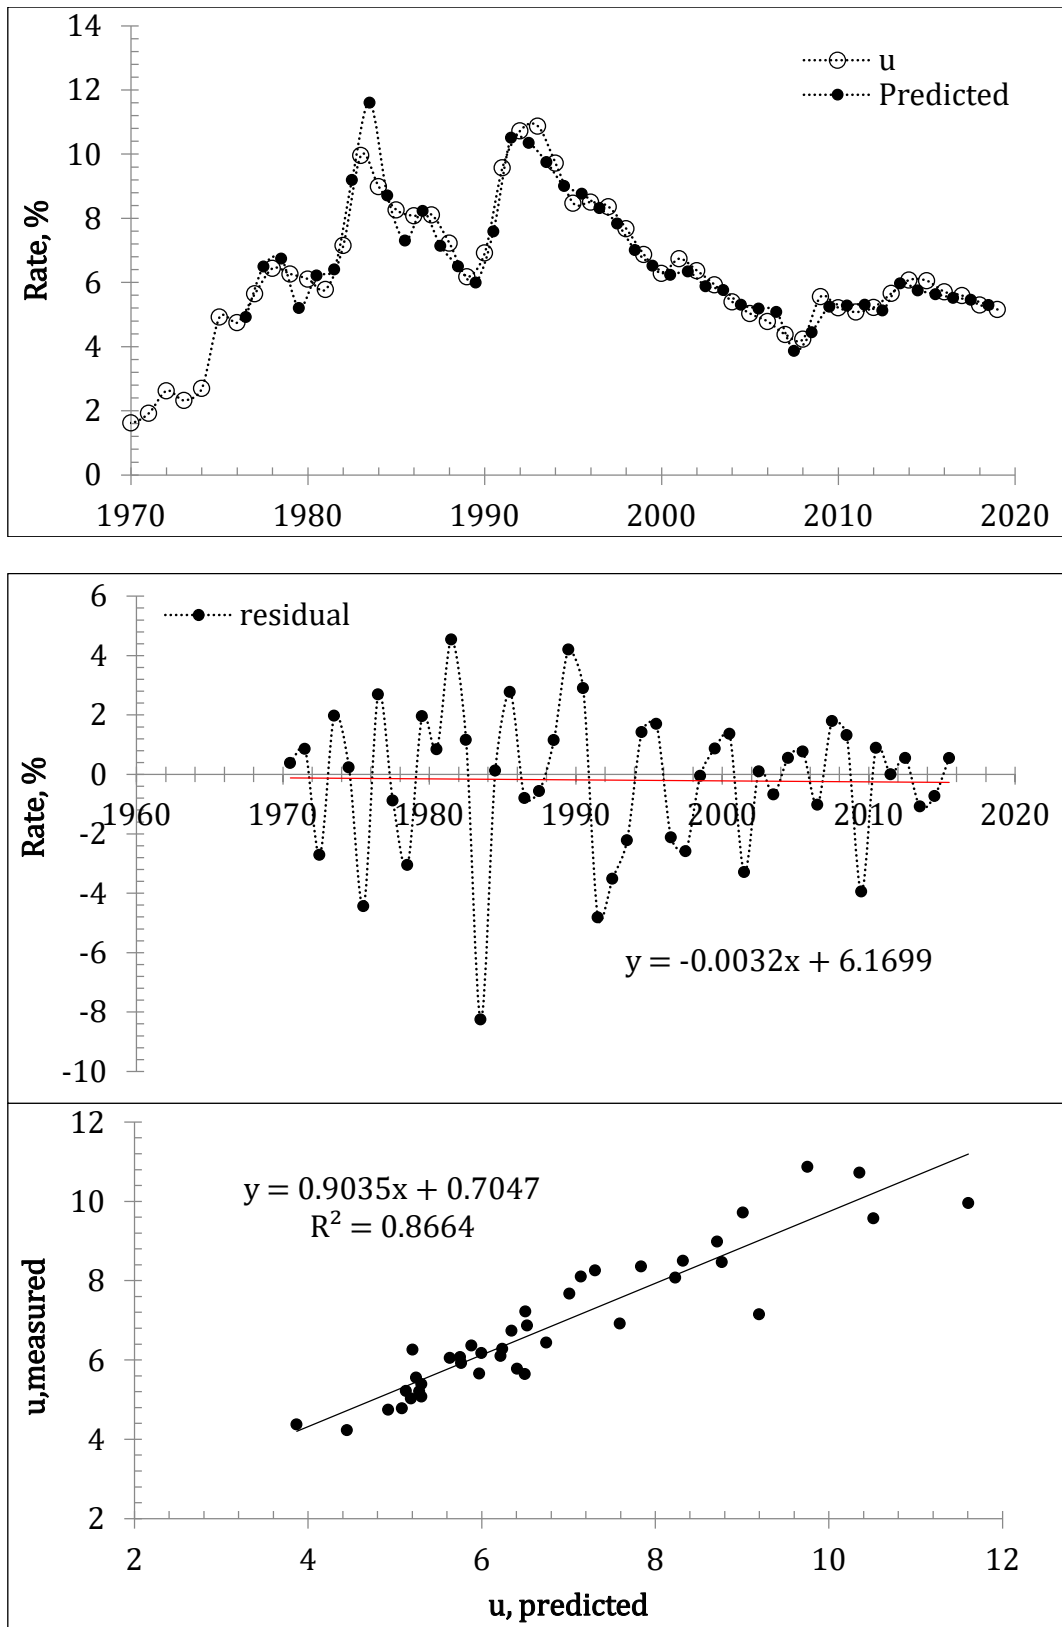 14
12
10
8
6
4
2
0
Rate, %
u
Predicted
1970 1980 1990 2000 2010 2020
6
4
2
0
-2
-4
-6
-8
-10
Rate, %
residual
1960 1970 1980 1990 2000 2010 2020
y = -0.0032x + 6.1699
12
10
8
6
4
2
u,measured
y = 0.9035x + 0.7047
R² = 0.8664
2 4 6 8 10 12
u, predicted